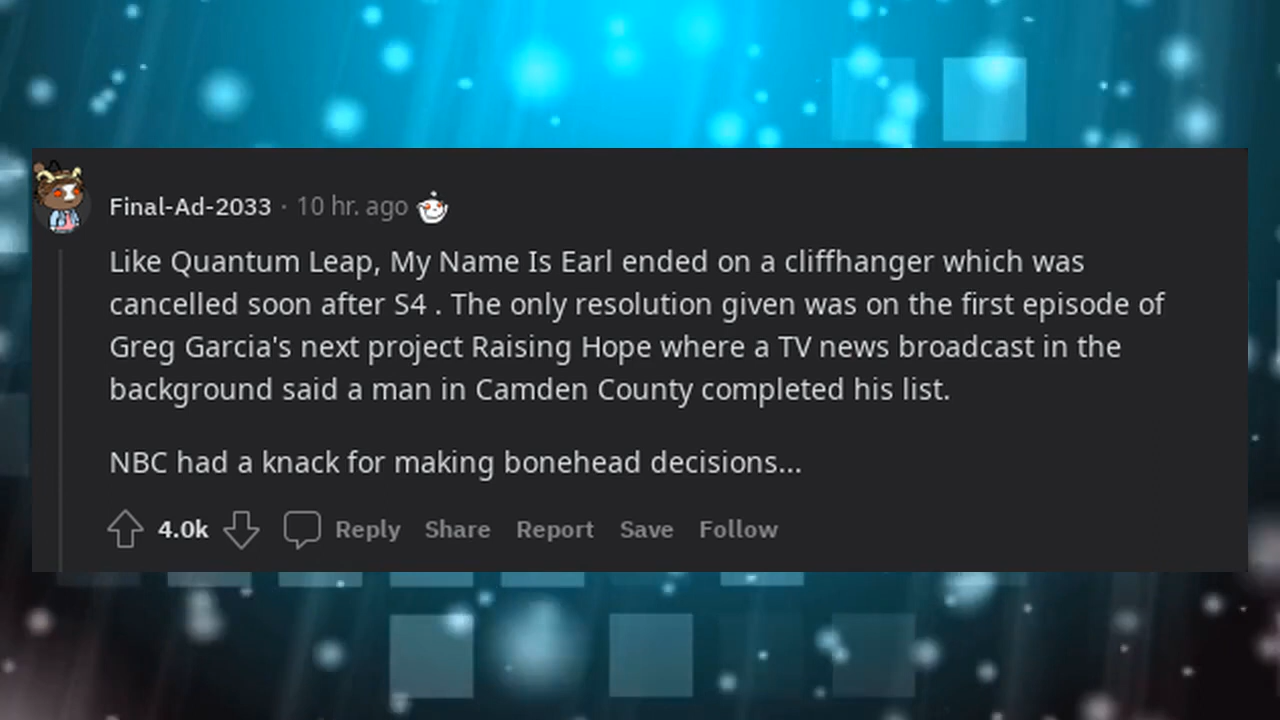 Final-Ad-2033 · 10 hr. ago
Like Quantum Leap, My Name Is Earl ended on a cliffhanger which was
cancelled soon after S4 . The only resolution given was on the first episode of
Greg Garcia's next project Raising Hope where a TV news broadcast in the
background said a man in Camden County completed his list.
NBC had a knack for making bonehead decisions...
4.0k Reply Share Report Save Follow